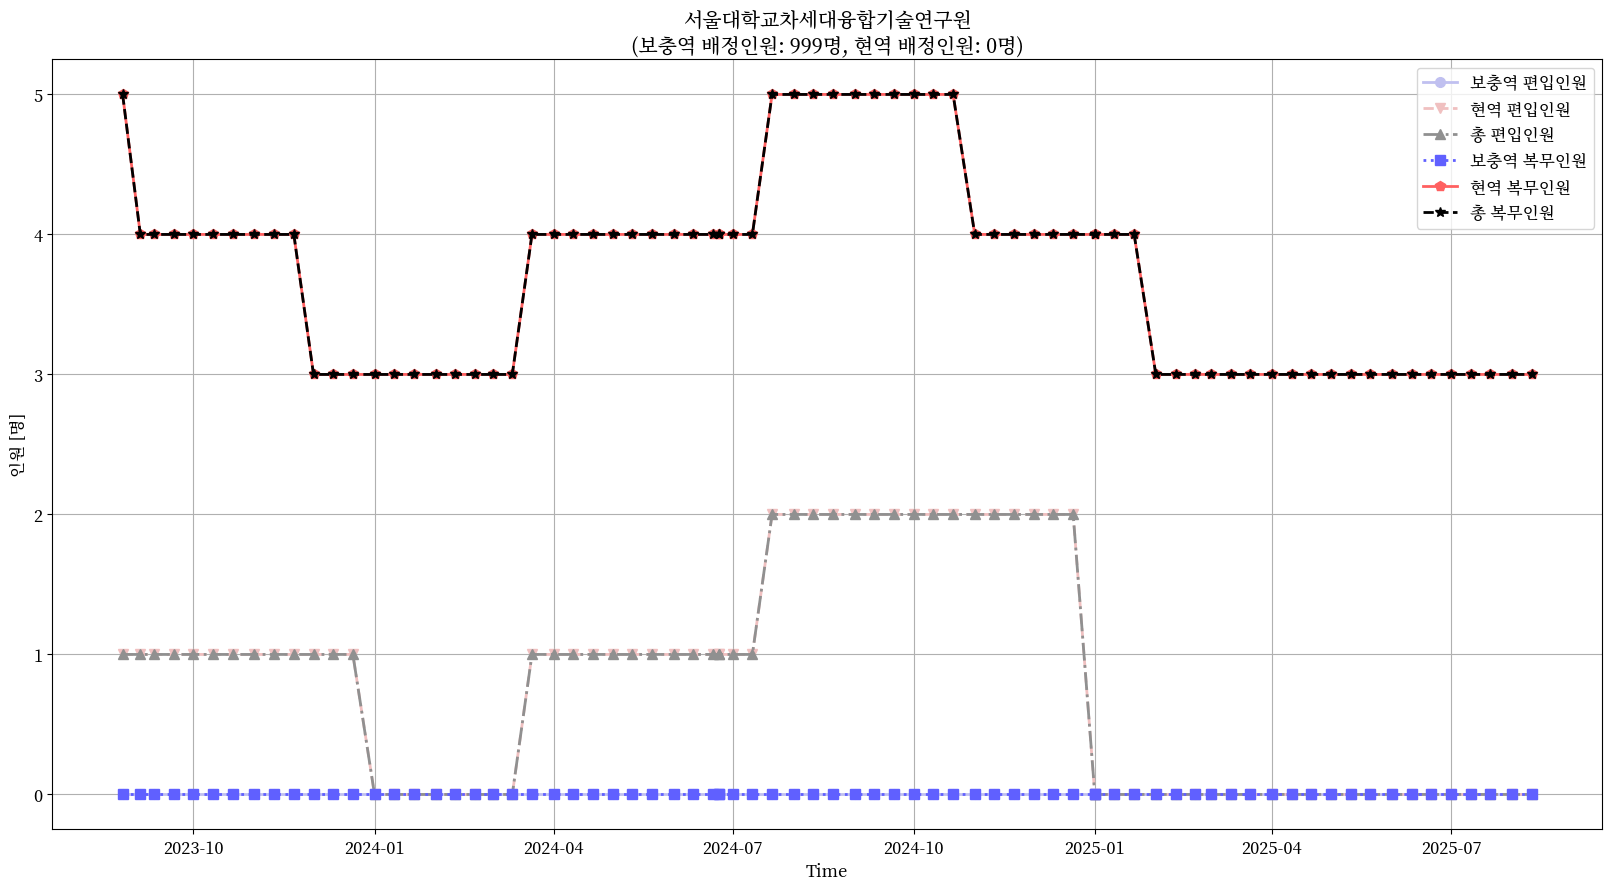 서울대학교차세대융합기술연구원
(보충역 배정인원: 999명, 현역 배정인원: 0명)
보충역 편입인원
현역 편입인원
총 편입인원
보충역 복무인원
현역 복무인원
총 복무인원
5
4
3
2
1
0
인원 [명]
2023-10
2024-01
2024-04
2024-07
2024-10
2025-01
2025-04
2025-07
Time